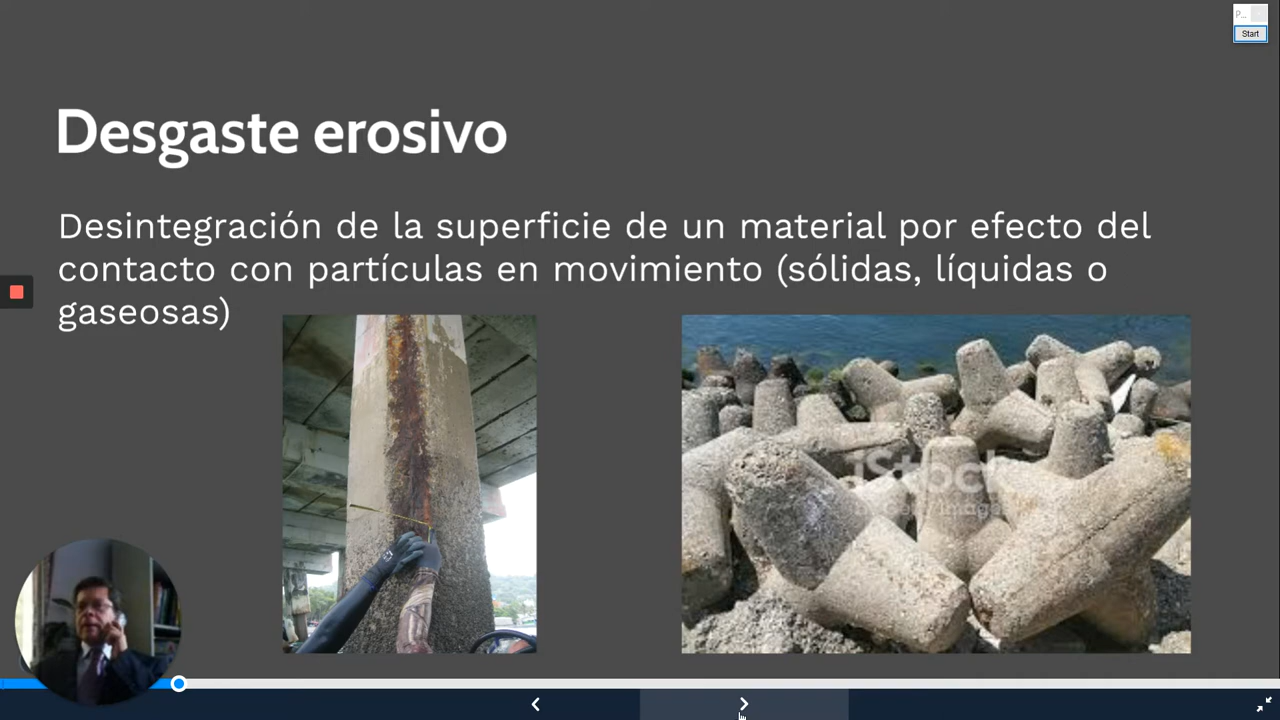 P...
Start
Desgaste erosivo
Desintegración de la superficie de un material por efecto del
contacto con partículas en movimiento (sólidas, líquidas o
gaseosas)
iStock